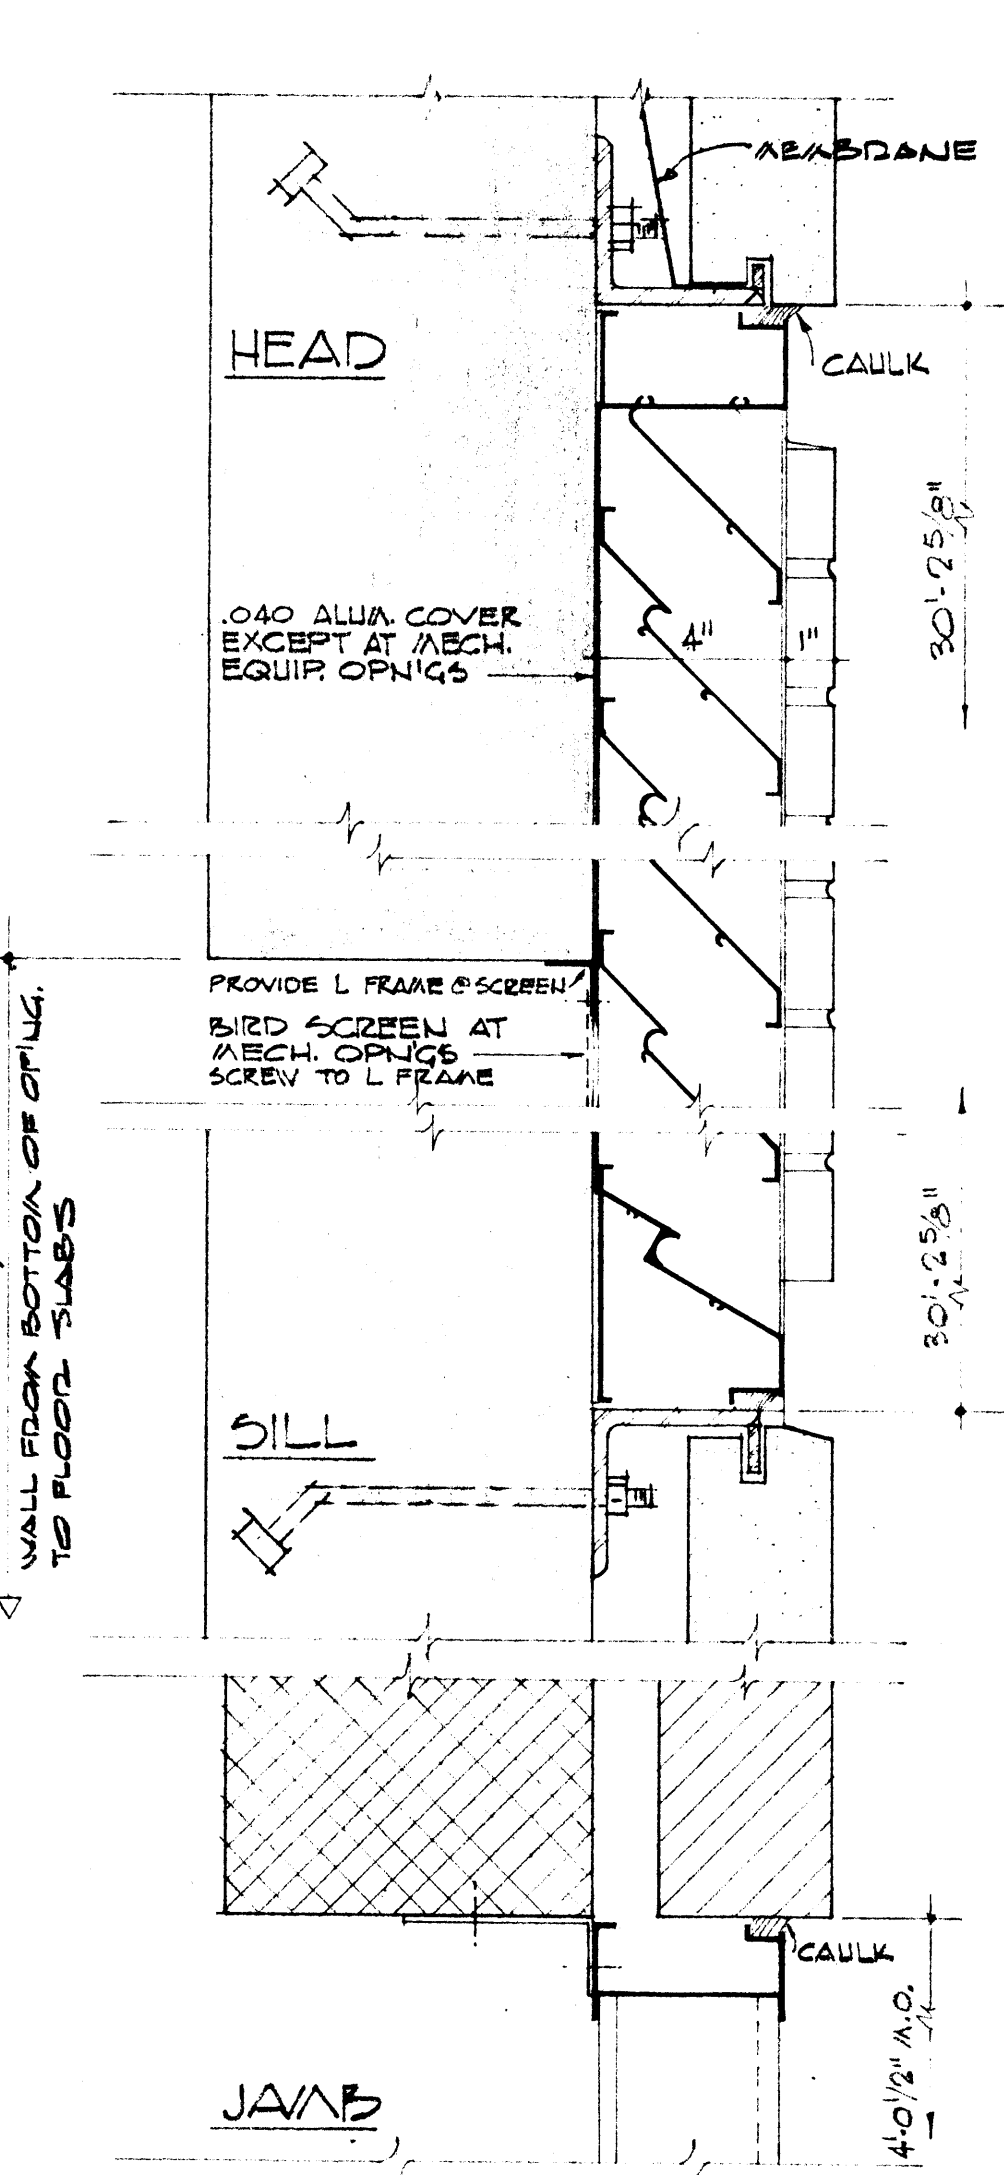 MEMBRANE
HEAD
CAULK
30'-2 5/8"
.040 ALUM. COVER
EXCEPT AT MECH.
EQUIP. OPN'GS
4"
1"
PROVIDE L FRAME @ SCREEN
BIRD SCREEN AT
MECH. OPN'GS
SCREW TO L FRAME
WALL FROM BOTTOM OF OP'NG.
TO FLOOR SLABS
30'-2 5/8"
SILL
CAULK
4'-0 1/2" M.O.
JAMB